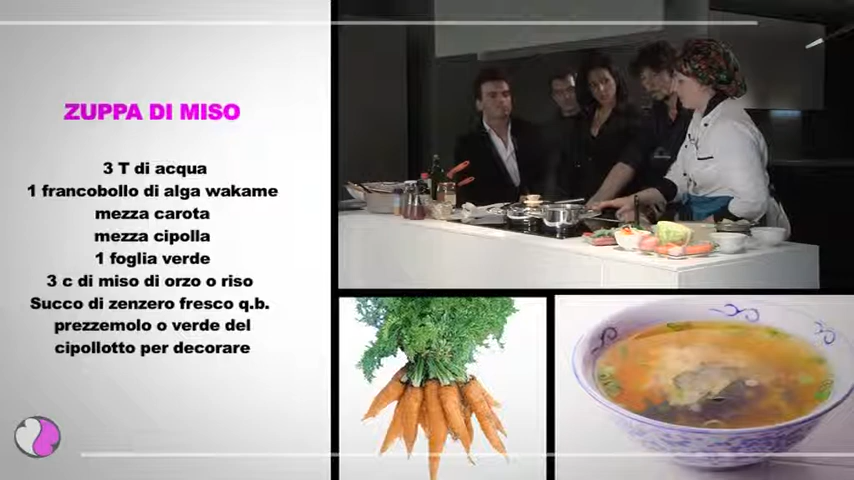 ZUPPA DI MISO
3 T di acqua
1 francobollo di alga wakame
mezza carota
mezza cipolla
1 foglia verde
3 c di miso di orzo o riso
Succo di zenzero fresco q.b.
prezzemolo o verde del
cipollotto per decorare